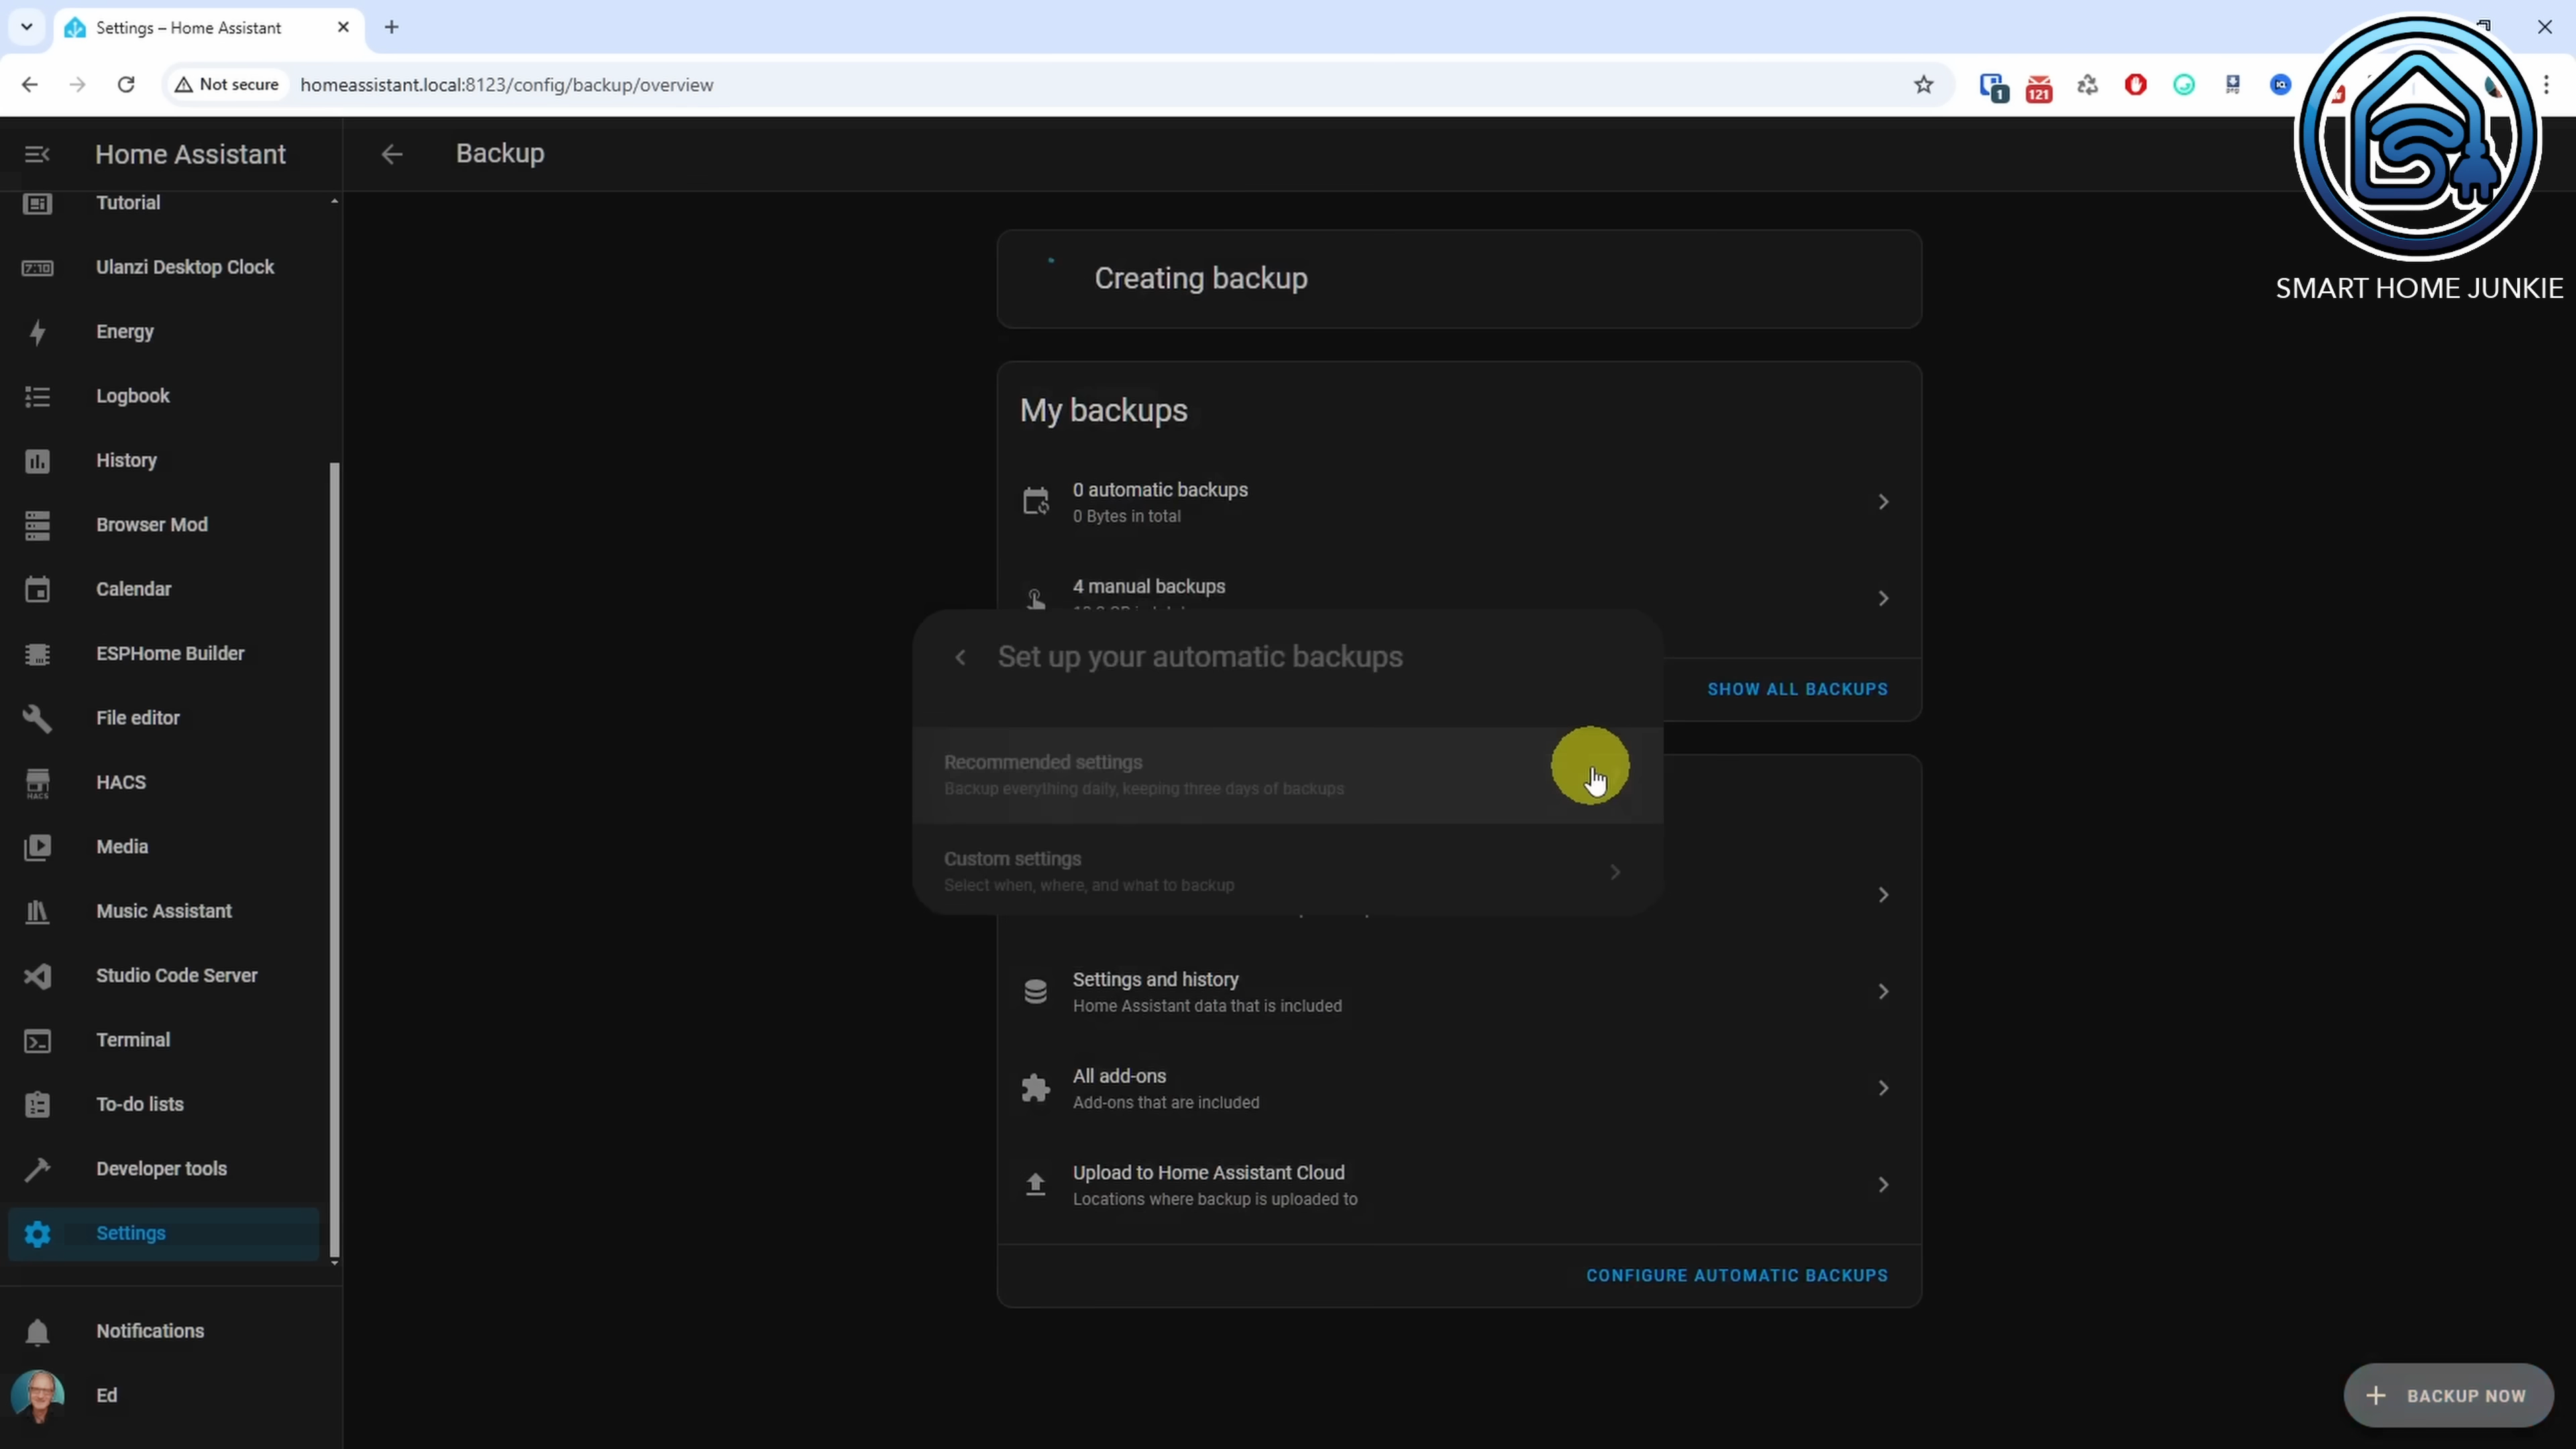 Settings – Home Assistant
Not secure
homeassistant.local:8123/config/backup/overview
1
121
SMART HOME JUNKIE
Home Assistant
Backup
Tutorial
7:10
Ulanzi Desktop Clock
Energy
Logbook
History
Browser Mod
Calendar
ESPHome Builder
File editor
HACS
HACS
Media
Music Assistant
Studio Code Server
Terminal
To-do lists
Developer tools
Settings
Notifications
Ed
Creating backup
My backups
0 automatic backups
0 Bytes in total
4 manual backups
SHOW ALL BACKUPS
Set up your automatic backups
Recommended settings
Backup everything daily, keeping three days of backups
Custom settings
Select when, where, and what to backup
Settings and history
Home Assistant data that is included
All add-ons
Add-ons that are included
Upload to Home Assistant Cloud
Locations where backup is uploaded to
CONFIGURE AUTOMATIC BACKUPS
BACKUP NOW